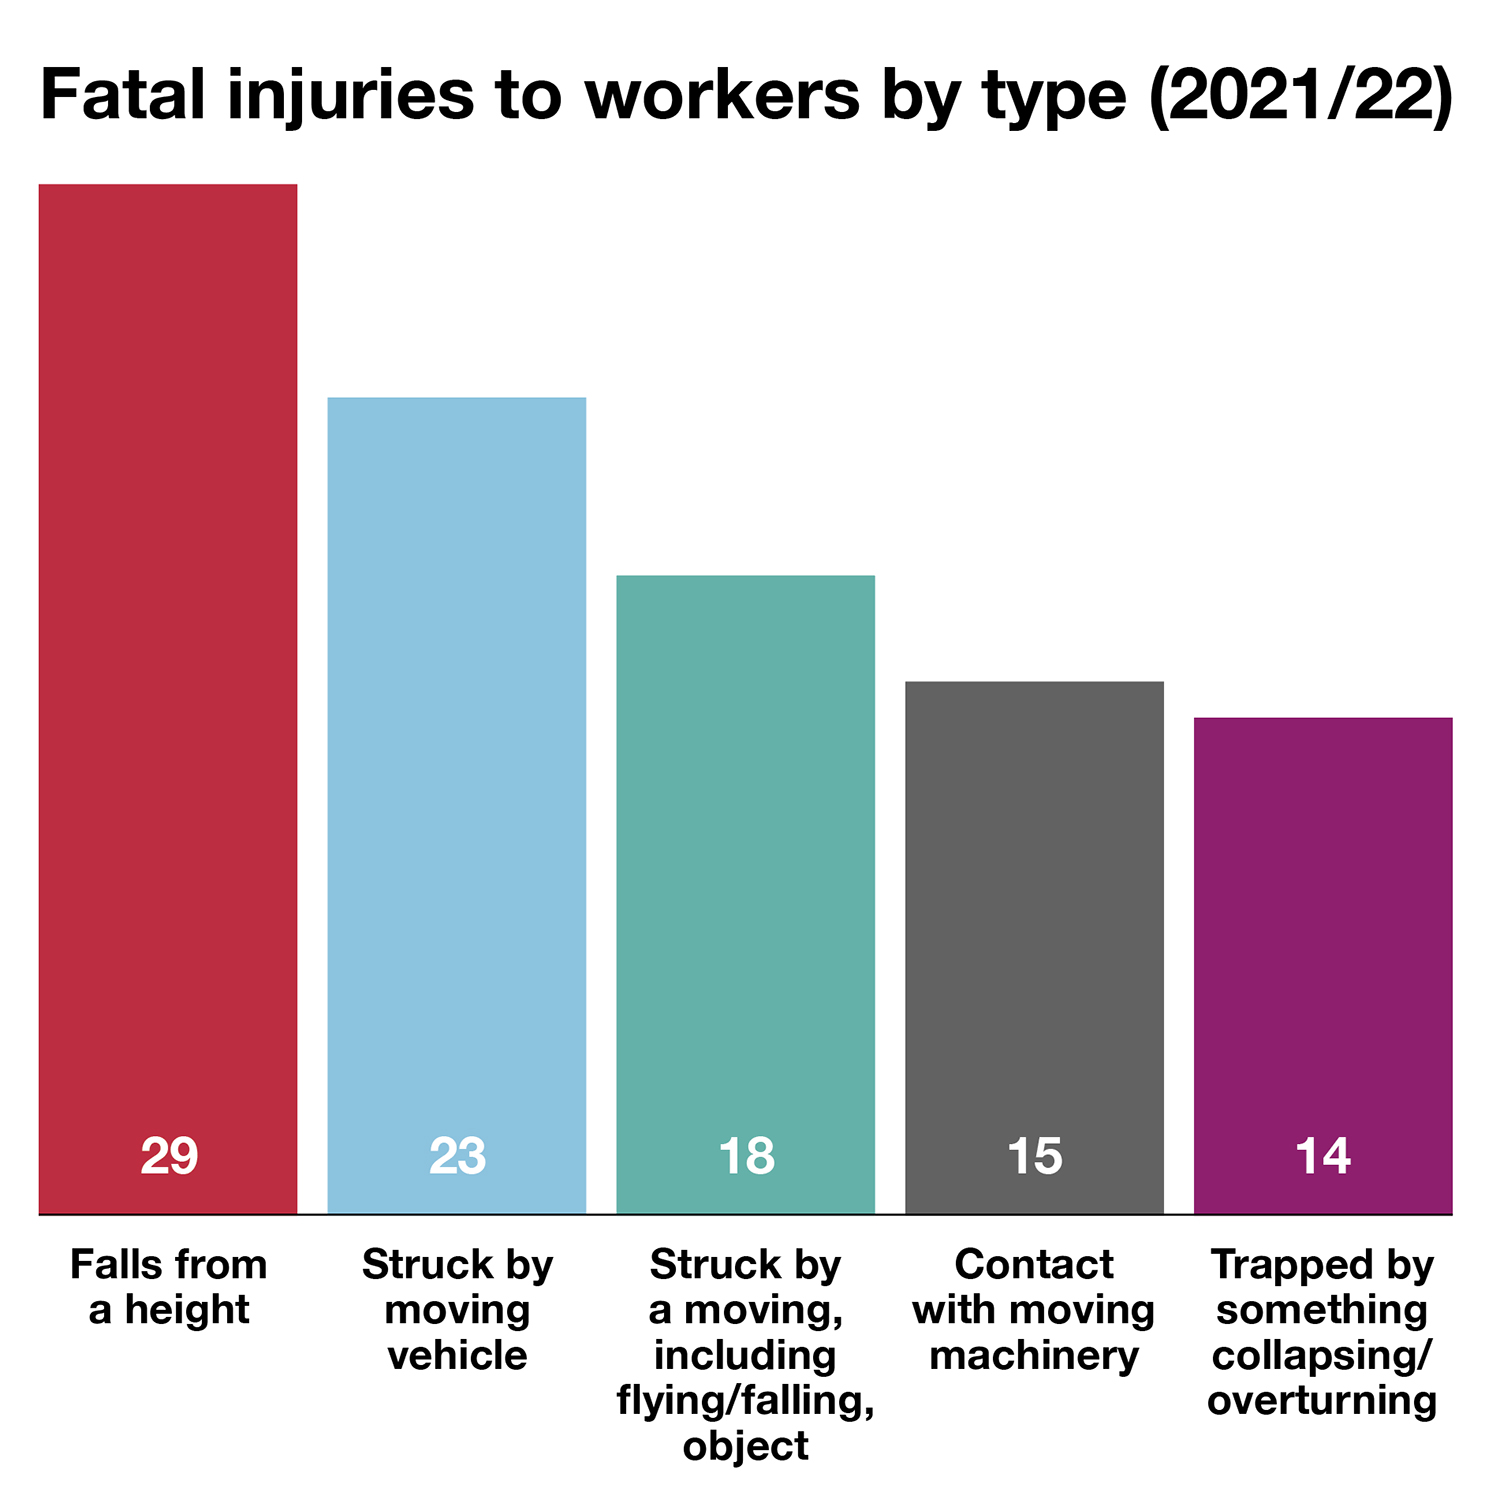 Fatal injuries to workers by type (2021/22)
29
23
18
15
14
Falls from
a height
Struck by
moving
vehicle
Struck by
a moving,
including
flying/falling,
object
Contact
with moving
machinery
Trapped by
something
collapsing/
overturning